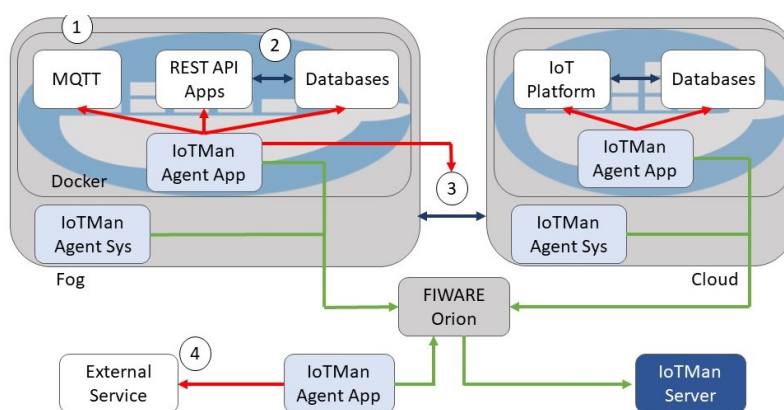 1
2
MQTT
REST API
Apps
Databases
IoTMan
Agent App
Docker
3
IoTMan
Agent Sys
Fog
IoT
Platform
Databases
IoTMan
Agent App
IoTMan
Agent Sys
Cloud
FIWARE
Orion
4
External
Service
IoTMan
Agent App
IoTMan
Server